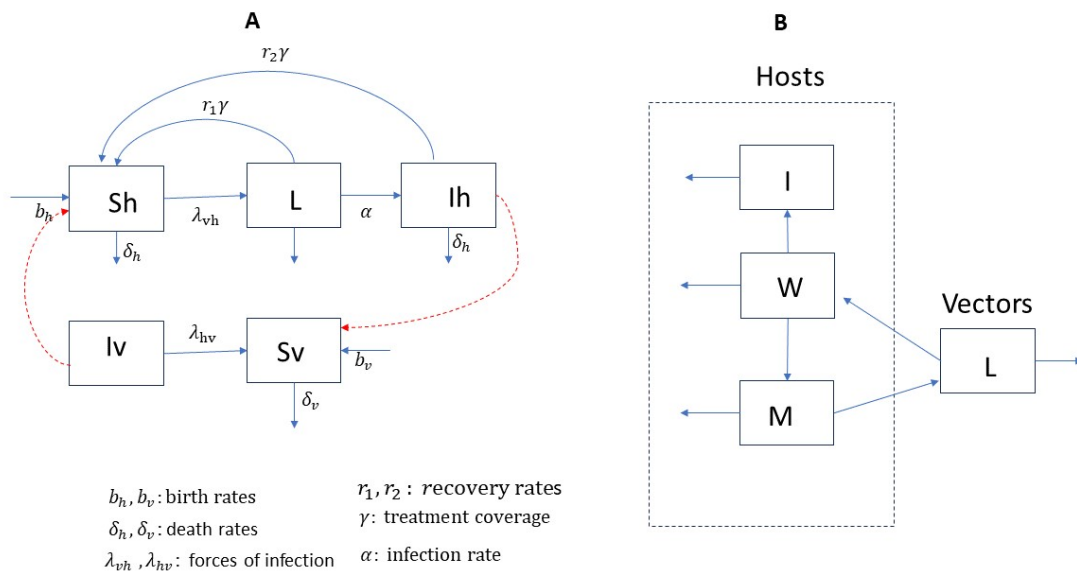 A
r₂γ
r₁γ
Sh
L
Ih
b_h
λ_vh
α
δ_h
δ_h
Iv
λ_hv
Sv
b_v
δ_v
b_h, b_v: birth rates
δ_h, δ_v: death rates
λ_vh , λ_hv: forces of infection
r₁, r₂ : recovery rates
γ: treatment coverage
α: infection rate
B
Hosts
I
W
M
Vectors
L